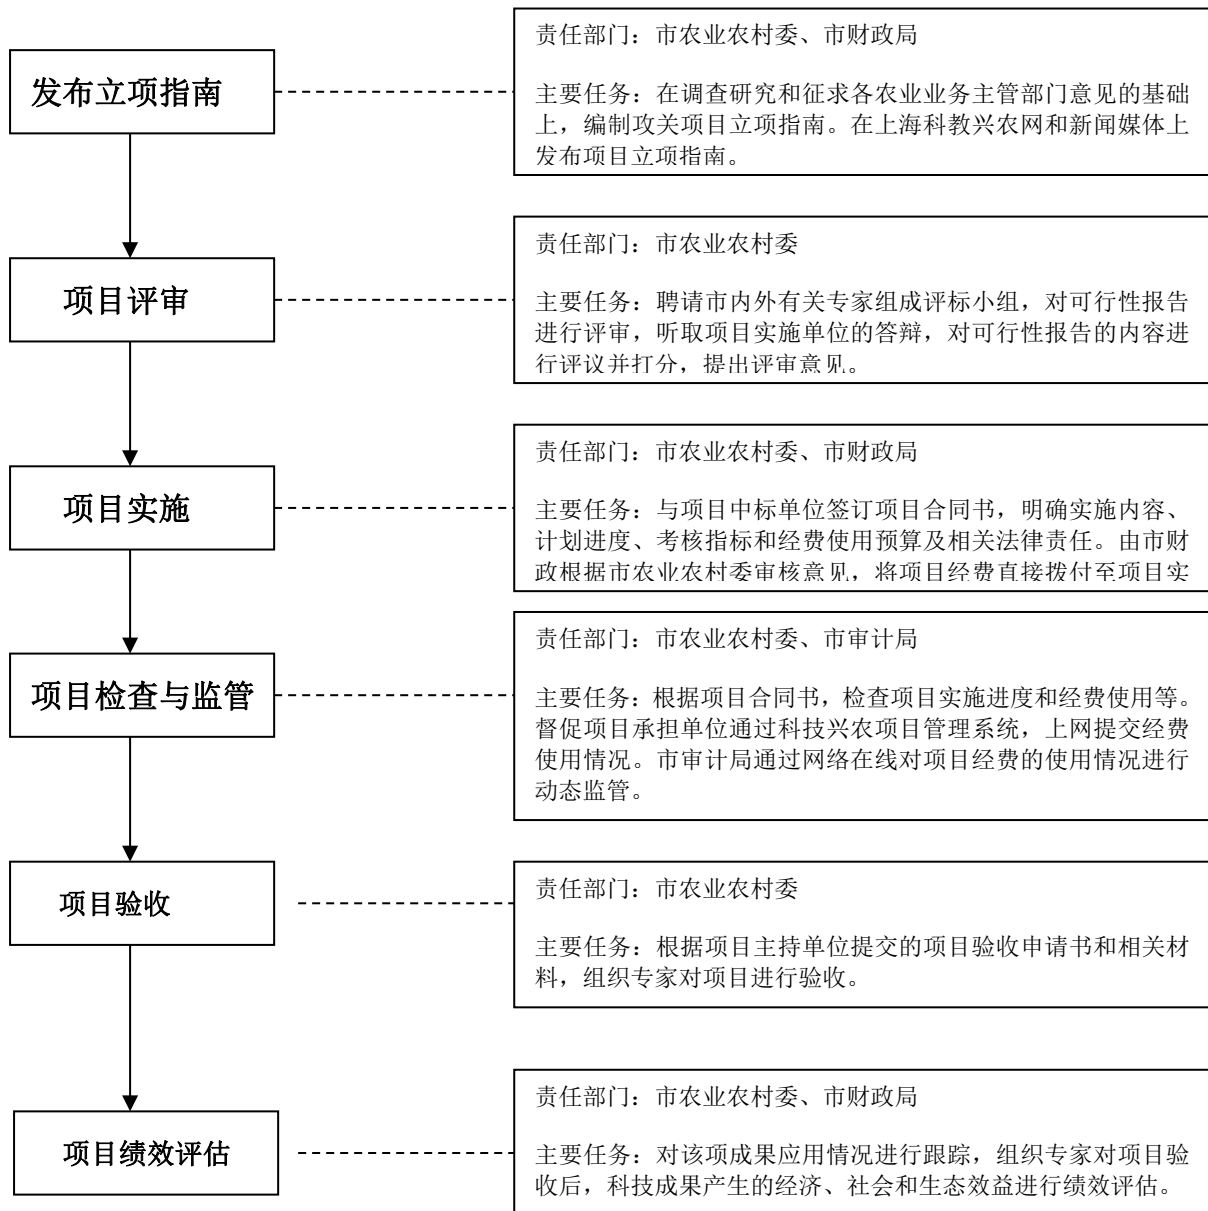 责任部门：市农业农村委、市财政局
发布立项指南
主要任务：在调查研究和征求各农业业务主管部门意见的基础
上，编制攻关项目立项指南。在上海科教兴农网和新闻媒体上
发布项目立项指南。
责任部门：市农业农村委
项目评审
主要任务：聘请市内外有关专家组成评标小组，对可行性报告
进行评审，听取项目实施单位的答辩，对可行性报告的内容进
行评议并打分，提出评审意见。
责任部门：市农业农村委、市财政局
项目实施
主要任务：与项目中标单位签订项目合同书，明确实施内容、
计划进度、考核指标和经费使用预算及相关法律责任。由市财
政根据市农业农村委审核意见，将项目经费直接拨付至项目实
责任部门：市农业农村委、市审计局
项目检查与监管
主要任务：根据项目合同书，检查项目实施进度和经费使用等。
督促项目承担单位通过科技兴农项目管理系统，上网提交经费
使用情况。市审计局通过网络在线对项目经费的使用情况进行
动态监管。
责任部门：市农业农村委
项目验收
主要任务：根据项目主持单位提交的项目验收申请书和相关材
料，组织专家对项目进行验收。
责任部门：市农业农村委、市财政局
项目绩效评估
主要任务：对该项成果应用情况进行跟踪，组织专家对项目验
收后，科技成果产生的经济、社会和生态效益进行绩效评估。